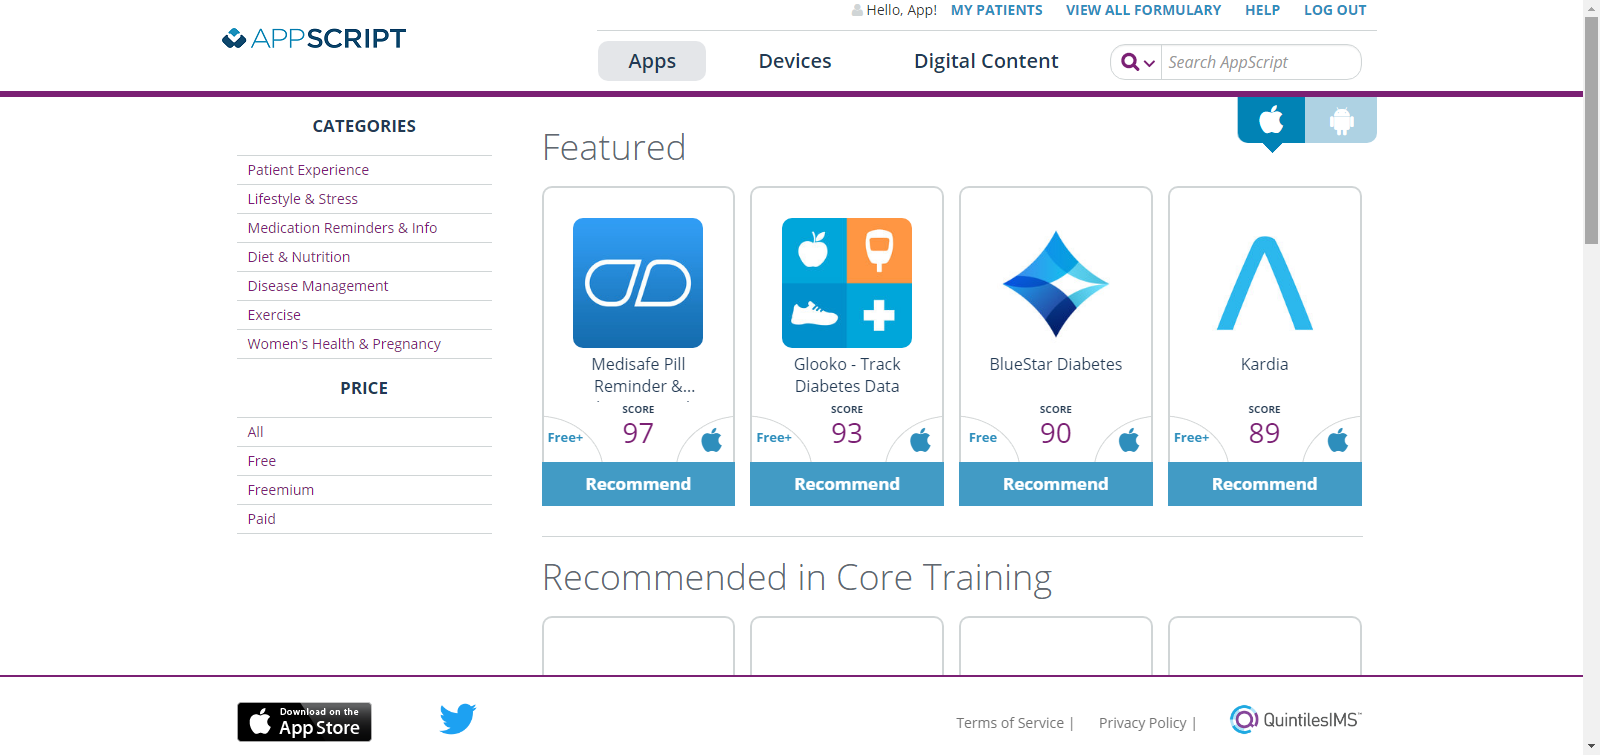 Hello, App! MY PATIENTS VIEW ALL FORMULARY HELP LOG OUT
APPSCRIPT
Apps Devices Digital Content Search AppScript
CATEGORIES
Patient Experience
Lifestyle & Stress
Medication Reminders & Info
Diet & Nutrition
Disease Management
Exercise
Women's Health & Pregnancy
PRICE
All
Free
Freemium
Paid
Featured
Medisafe Pill
Reminder &...
SCORE
Free+ 97
Recommend
Glooko - Track
Diabetes Data
SCORE
Free+ 93
Recommend
BlueStar Diabetes
SCORE
Free 90
Recommend
Kardia
SCORE
Free+ 89
Recommend
Recommended in Core Training
Download on the
App Store
Terms of Service |
Privacy Policy |
QuintilesIMS™